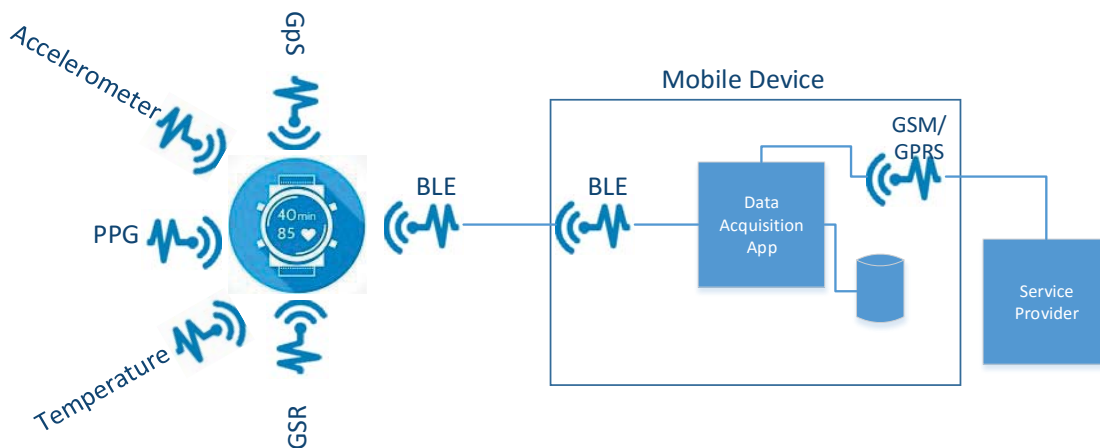 GpS
Accelerometer
PPG
Temperature
GSR
40min
85
BLE
Mobile Device
BLE
GSM/
GPRS
Data
Acquisition
App
Service
Provider